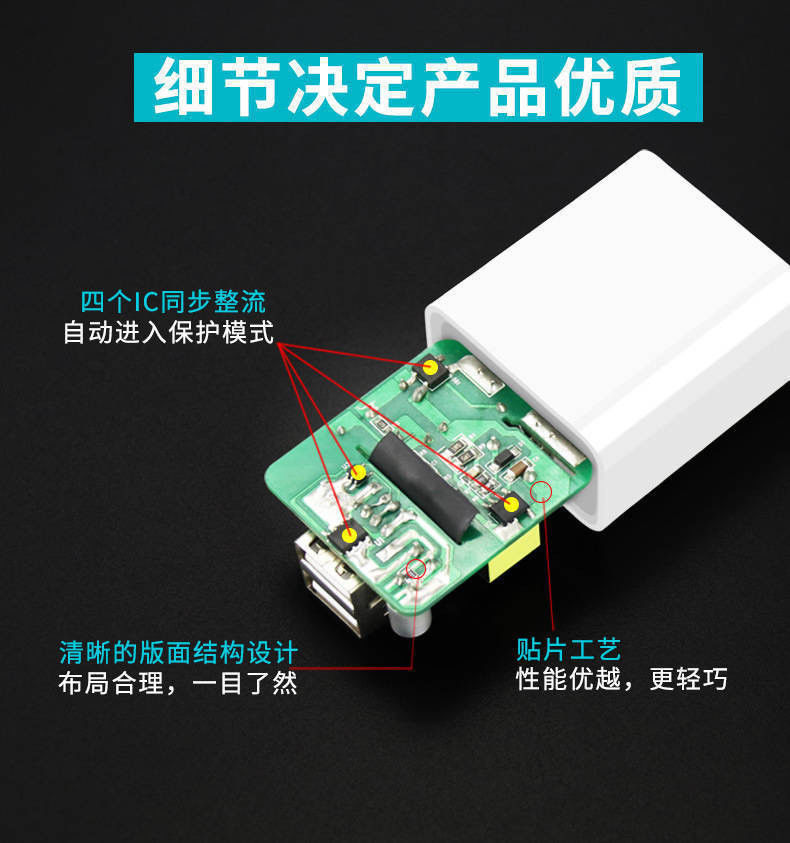 细节决定产品优质
四个IC同步整流
自动进入保护模式
清晰的版面结构设计
布局合理，一目了然
贴片工艺
性能优越，更轻巧